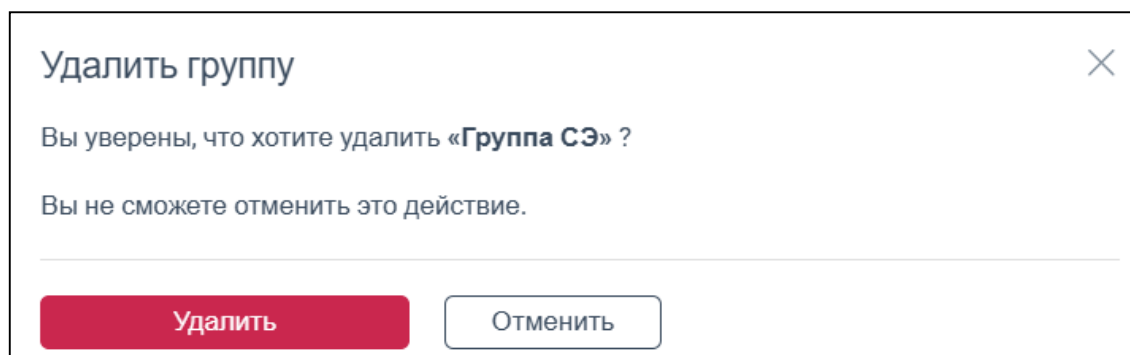 Удалить группу
Вы уверены, что хотите удалить «Группа СЭ» ?
Вы не сможете отменить это действие.
Удалить
Отменить